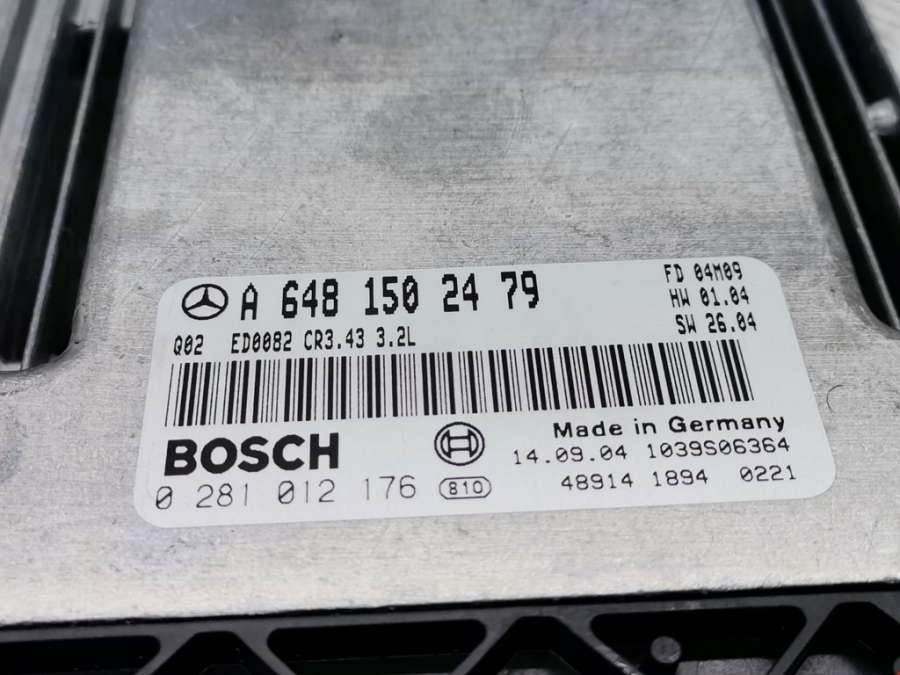 A 648 150 24 79
FD 04M09
HW 01.04
SW 26.04
Q02 ED0082 CR3.43 3.2L
BOSCH
0 281 012 176
810
Made in Germany
14.09.04 1039S06364
48914 1894 0221